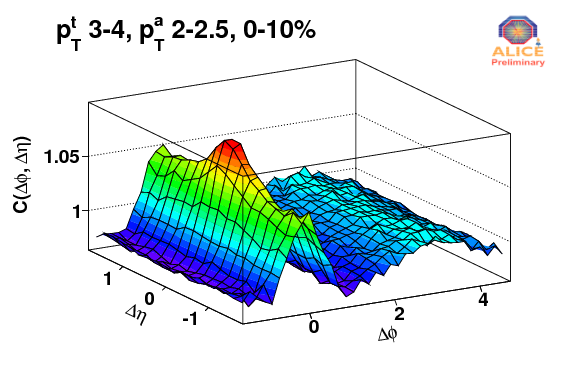 p_T^t 3-4, p_T^a 2-2.5, 0-10%
ALICE
Preliminary
C(Δϕ, Δη)
1.05
1
1
0
-1
Δη
0
2
4
Δϕ